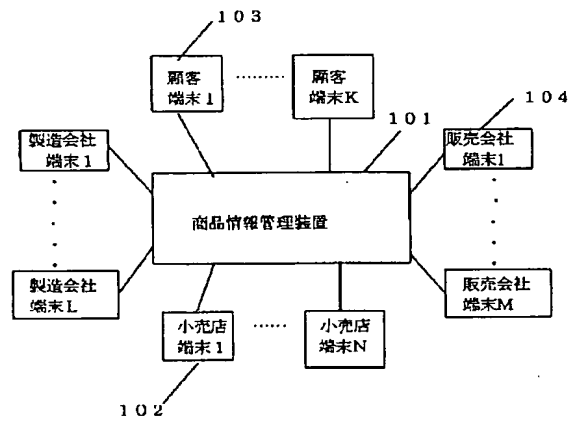 103
顧客
端末1
顧客
端末K
101
104
製造会社
端末1
販売会社
端末1
商品情報管理装置
製造会社
端末L
販売会社
端末M
小売店
端末1
小売店
端末N
102